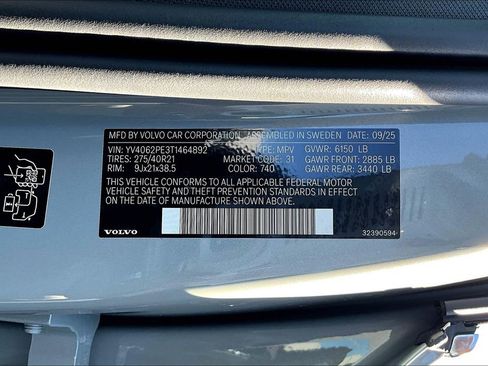 MFD BY VOLVO CAR CORPORATION, ASSEMBLED IN SWEDEN 09/25
VIN: YV4062PE3T1464892 TYPE: MPV GVWR: 6150 LB
TIRES: 275/40R21 MARKET CODE: 31 GAWR FRONT: 2885 LB
RIM: 9Jx21x38.5 COLOR: 740 GAWR REAR: 3440 LB
THIS VEHICLE CONFORMS TO ALL APPLICABLE FEDERAL MOTOR
VEHICLE SAFETY AND THEFT PREVENTION STANDARDS IN EFFECT
ON THE DATE OF MANUFACTURE SHOWN ABOVE.
VOLVO 32390594